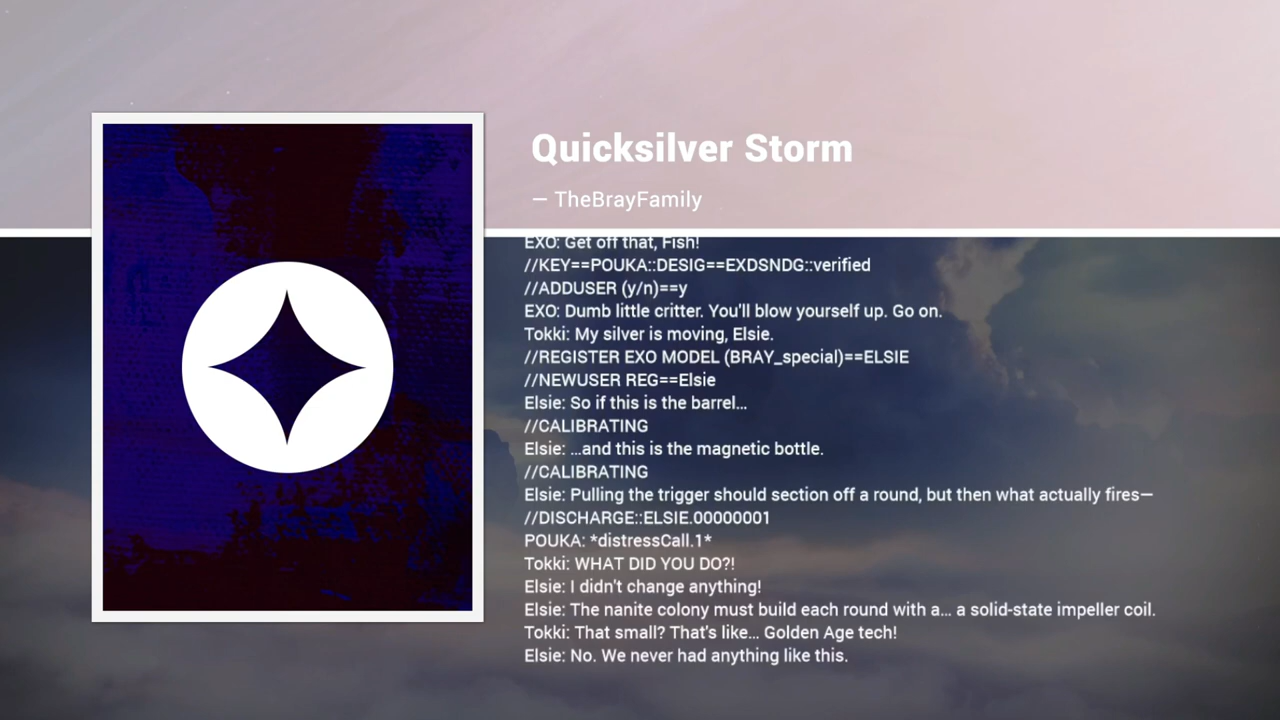 Quicksilver Storm
— TheBrayFamily
EXO: Get off that, Fish!
//KEY==POUKA::DESIG==EXDSNDG::verified
//ADDUSER (y/n)==y
EXO: Dumb little critter. You'll blow yourself up. Go on.
Tokki: My silver is moving, Elsie.
//REGISTER EXO MODEL (BRAY_special)==ELSIE
//NEWUSER REG==Elsie
Elsie: So if this is the barrel…
//CALIBRATING
Elsie: …and this is the magnetic bottle.
//CALIBRATING
Elsie: Pulling the trigger should section off a round, but then what actually fires—
//DISCHARGE::ELSIE.00000001
POUKA: *distressCall.1*
Tokki: WHAT DID YOU DO?!
Elsie: I didn't change anything!
Elsie: The nanite colony must build each round with a… a solid-state impeller coil.
Tokki: That small? That's like… Golden Age tech!
Elsie: No. We never had anything like this.